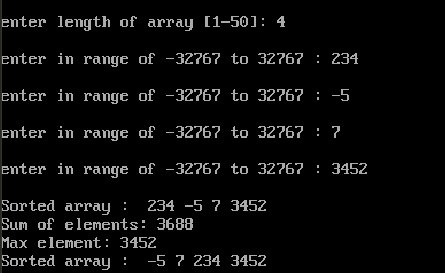 enter length of array [1-50]: 4
enter in range of -32767 to 32767 : 234
enter in range of -32767 to 32767 : -5
enter in range of -32767 to 32767 : 7
enter in range of -32767 to 32767 : 3452
Sorted array :  234 -5 7 3452
Sum of elements: 3688
Max element: 3452
Sorted array :  -5 7 234 3452